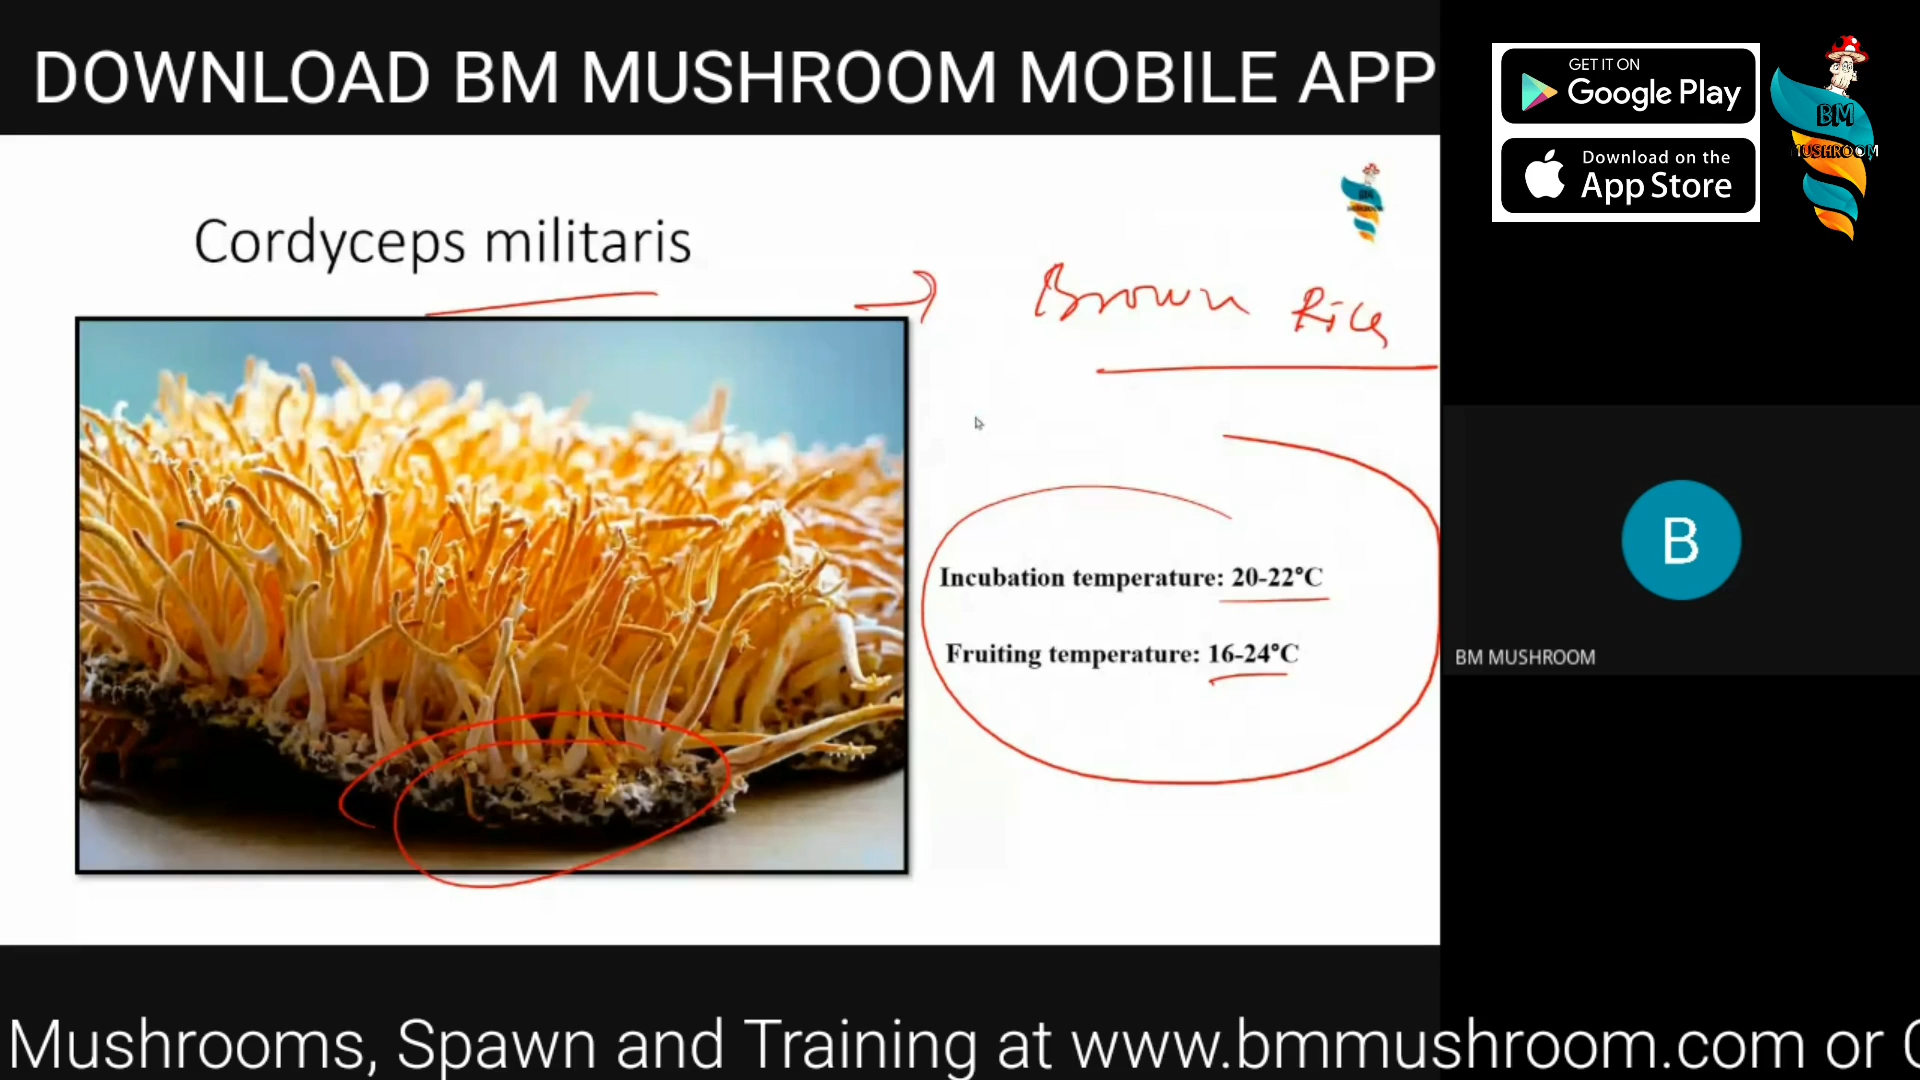 DOWNLOAD BM MUSHROOM MOBILE APP
GET IT ON
Google Play
Download on the
App Store
BM
MUSHROOM
Cordyceps militaris
Brown Rice
Incubation temperature: 20-22°C
Fruiting temperature: 16-24°C
B
BM MUSHROOM
Mushrooms, Spawn and Training at www.bmmushroom.com or